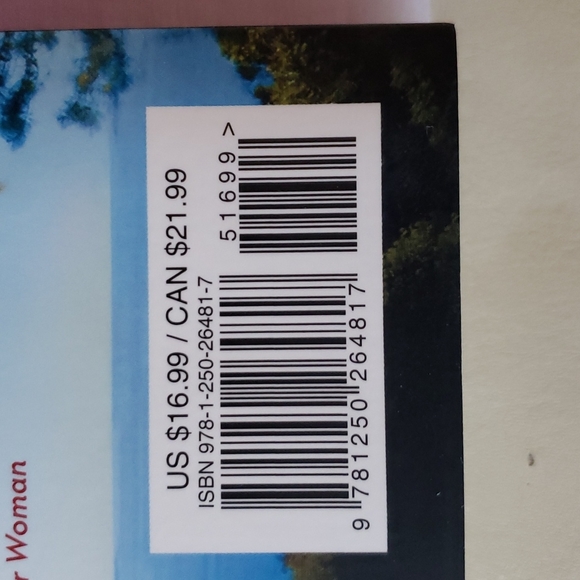 US $16.99 / CAN $21.99
ISBN 978-1-250-26481-7
51699 >
9 781250 264817
r Woman